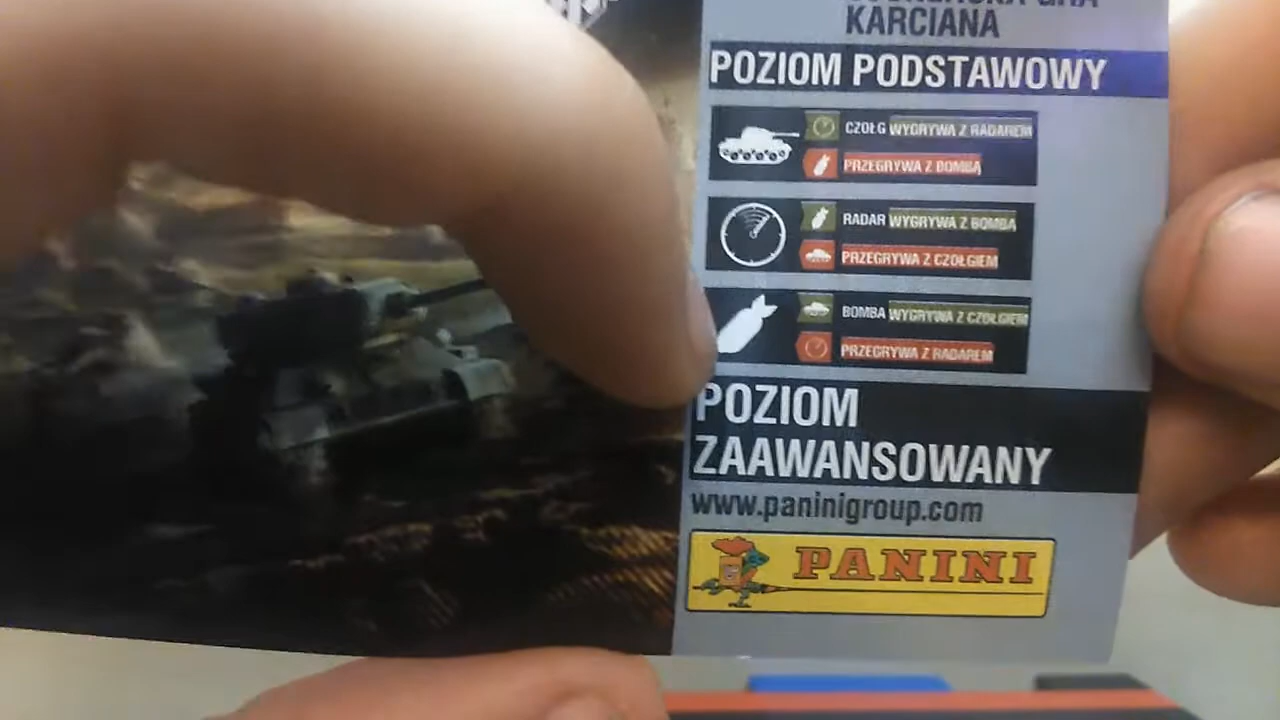 GRA
KARCIANA
POZIOM PODSTAWOWY
CZOŁG WYGRYWA Z RADAREM
PRZEGRYWA Z BOMBĄ
RADAR WYGRYWA Z BOMBĄ
PRZEGRYWA Z CZOŁGIEM
BOMBA WYGRYWA Z CZOŁGIEM
PRZEGRYWA Z RADAREM
POZIOM
ZAAWANSOWANY
www.paninigroup.com
PANINI